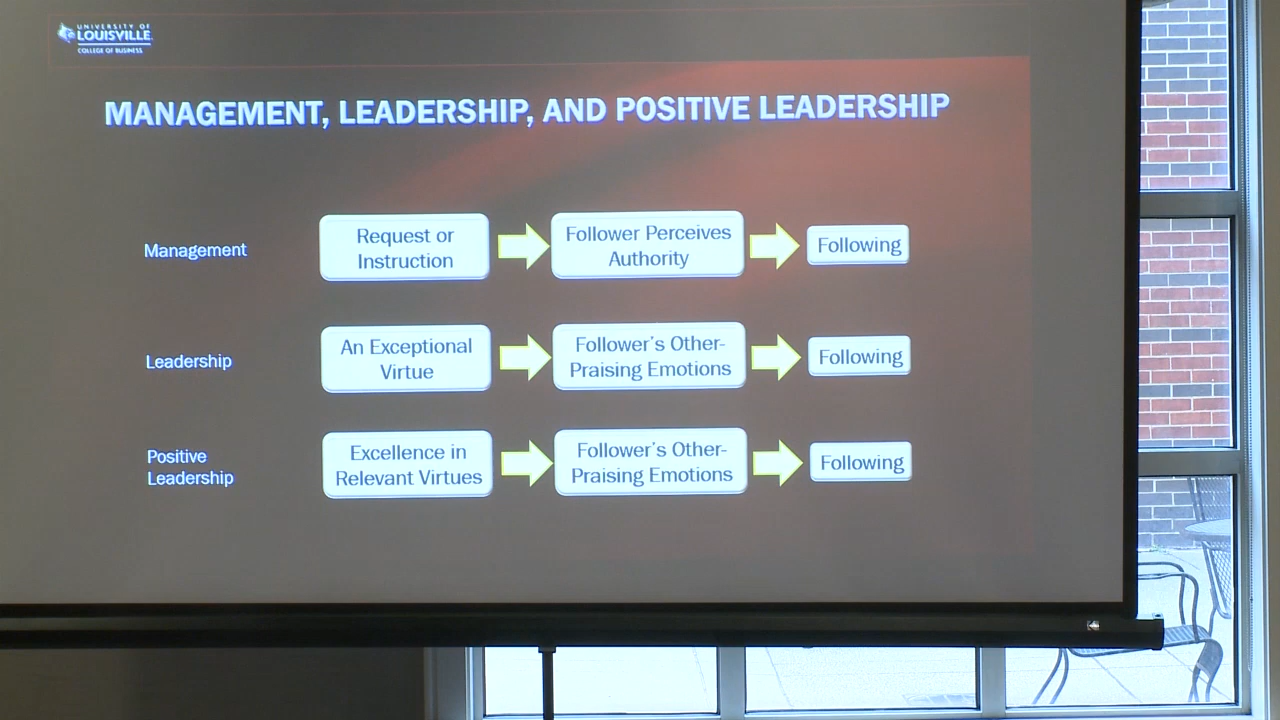 UNIVERSITY OF
LOUISVILLE
COLLEGE OF BUSINESS
MANAGEMENT, LEADERSHIP, AND POSITIVE LEADERSHIP
Management
Request or
Instruction
Follower Perceives
Authority
Following
Leadership
An Exceptional
Virtue
Follower's Other-
Praising Emotions
Following
Positive
Leadership
Excellence in
Relevant Virtues
Follower's Other-
Praising Emotions
Following